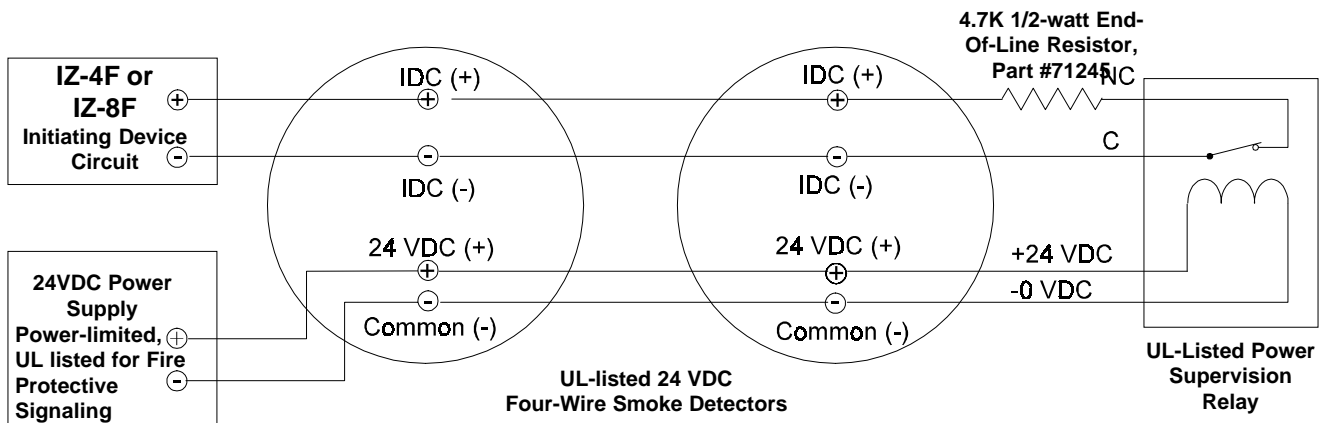 4.7K 1/2-watt End-
Of-Line Resistor,
Part #71245
NC
IZ-4F or
IZ-8F
Initiating Device
Circuit
+
-
IDC (+)
+
-
IDC (-)
IDC (+)
+
-
IDC (-)
C
24VDC Power
Supply
Power-limited,
UL listed for Fire
Protective
Signaling
+
-
24 VDC (+)
+
-
Common (-)
24 VDC (+)
+
-
Common (-)
+24 VDC
-0 VDC
UL-listed 24 VDC
Four-Wire Smoke Detectors
UL-Listed Power
Supervision
Relay